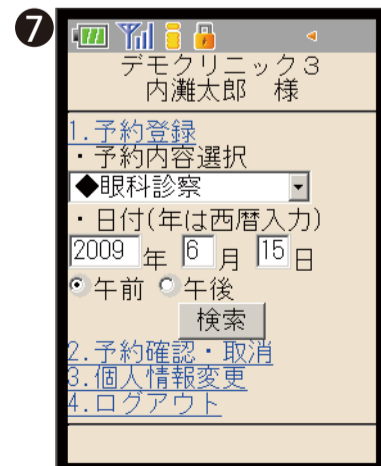 ❼
デモクリニック３
内灘太郎　様
1.予約登録
・予約内容選択
◆眼科診察
・日付(年は西暦入力)
2009 年 6 月 15 日
午前 午後
検索
2.予約確認・取消
3.個人情報変更
4.ログアウト